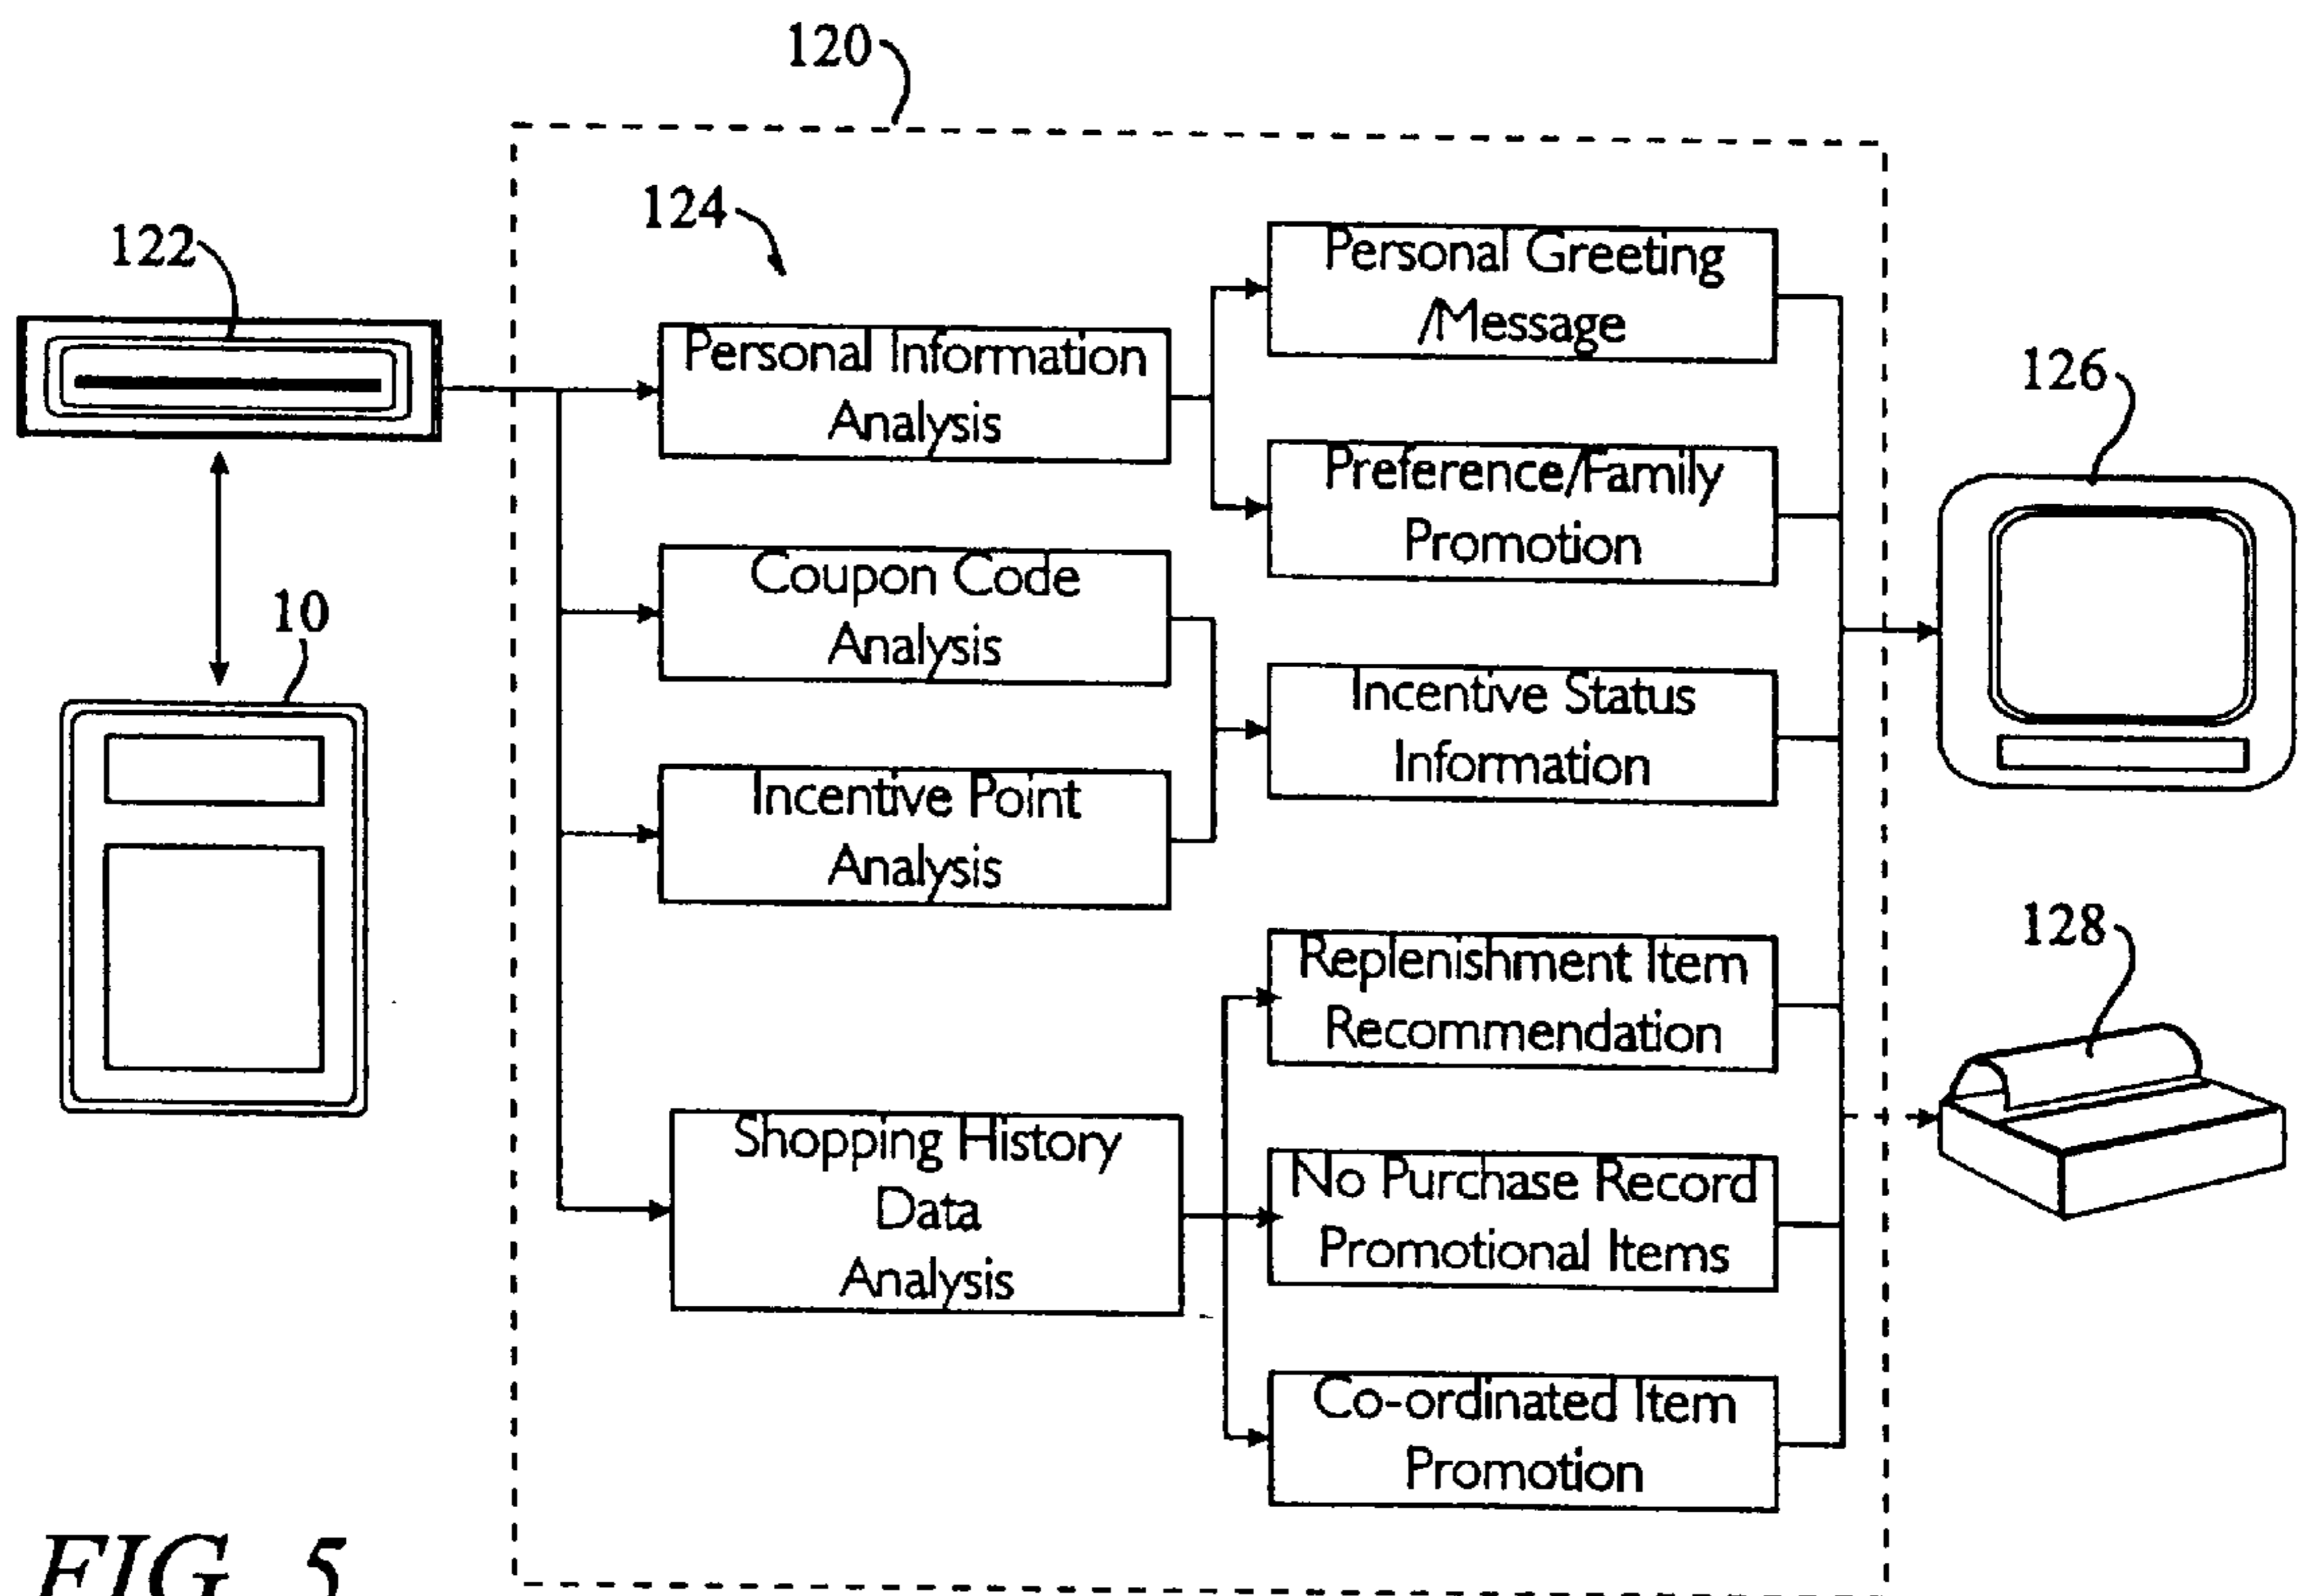 120
124
122
Personal Greeting
/Message
Personal Information
Analysis
126
Preference/Family
Promotion
Coupon Code
Analysis
10
Incentive Status
Information
Incentive Point
Analysis
128
Replenishment Item
Recommendation
Shopping History
Data
Analysis
No Purchase Record
Promotional Items
Co-ordinated Item
Promotion
FIG. 5